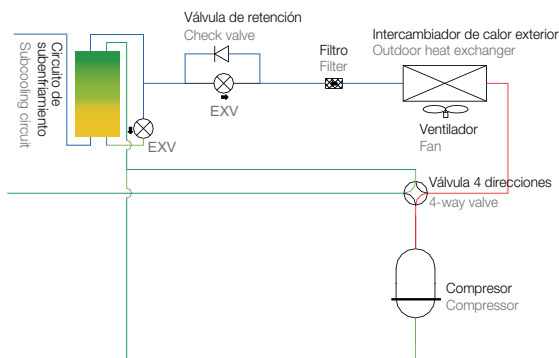 Válvula de retención
Check valve
Intercambiador de calor exterior
Outdoor heat exchanger
Filtro
Filter
Circuito de
subenfriamiento
Subcooling circuit
EXV
EXV
Ventilador
Fan
Válvula 4 direcciones
4-way valve
Compresor
Compressor